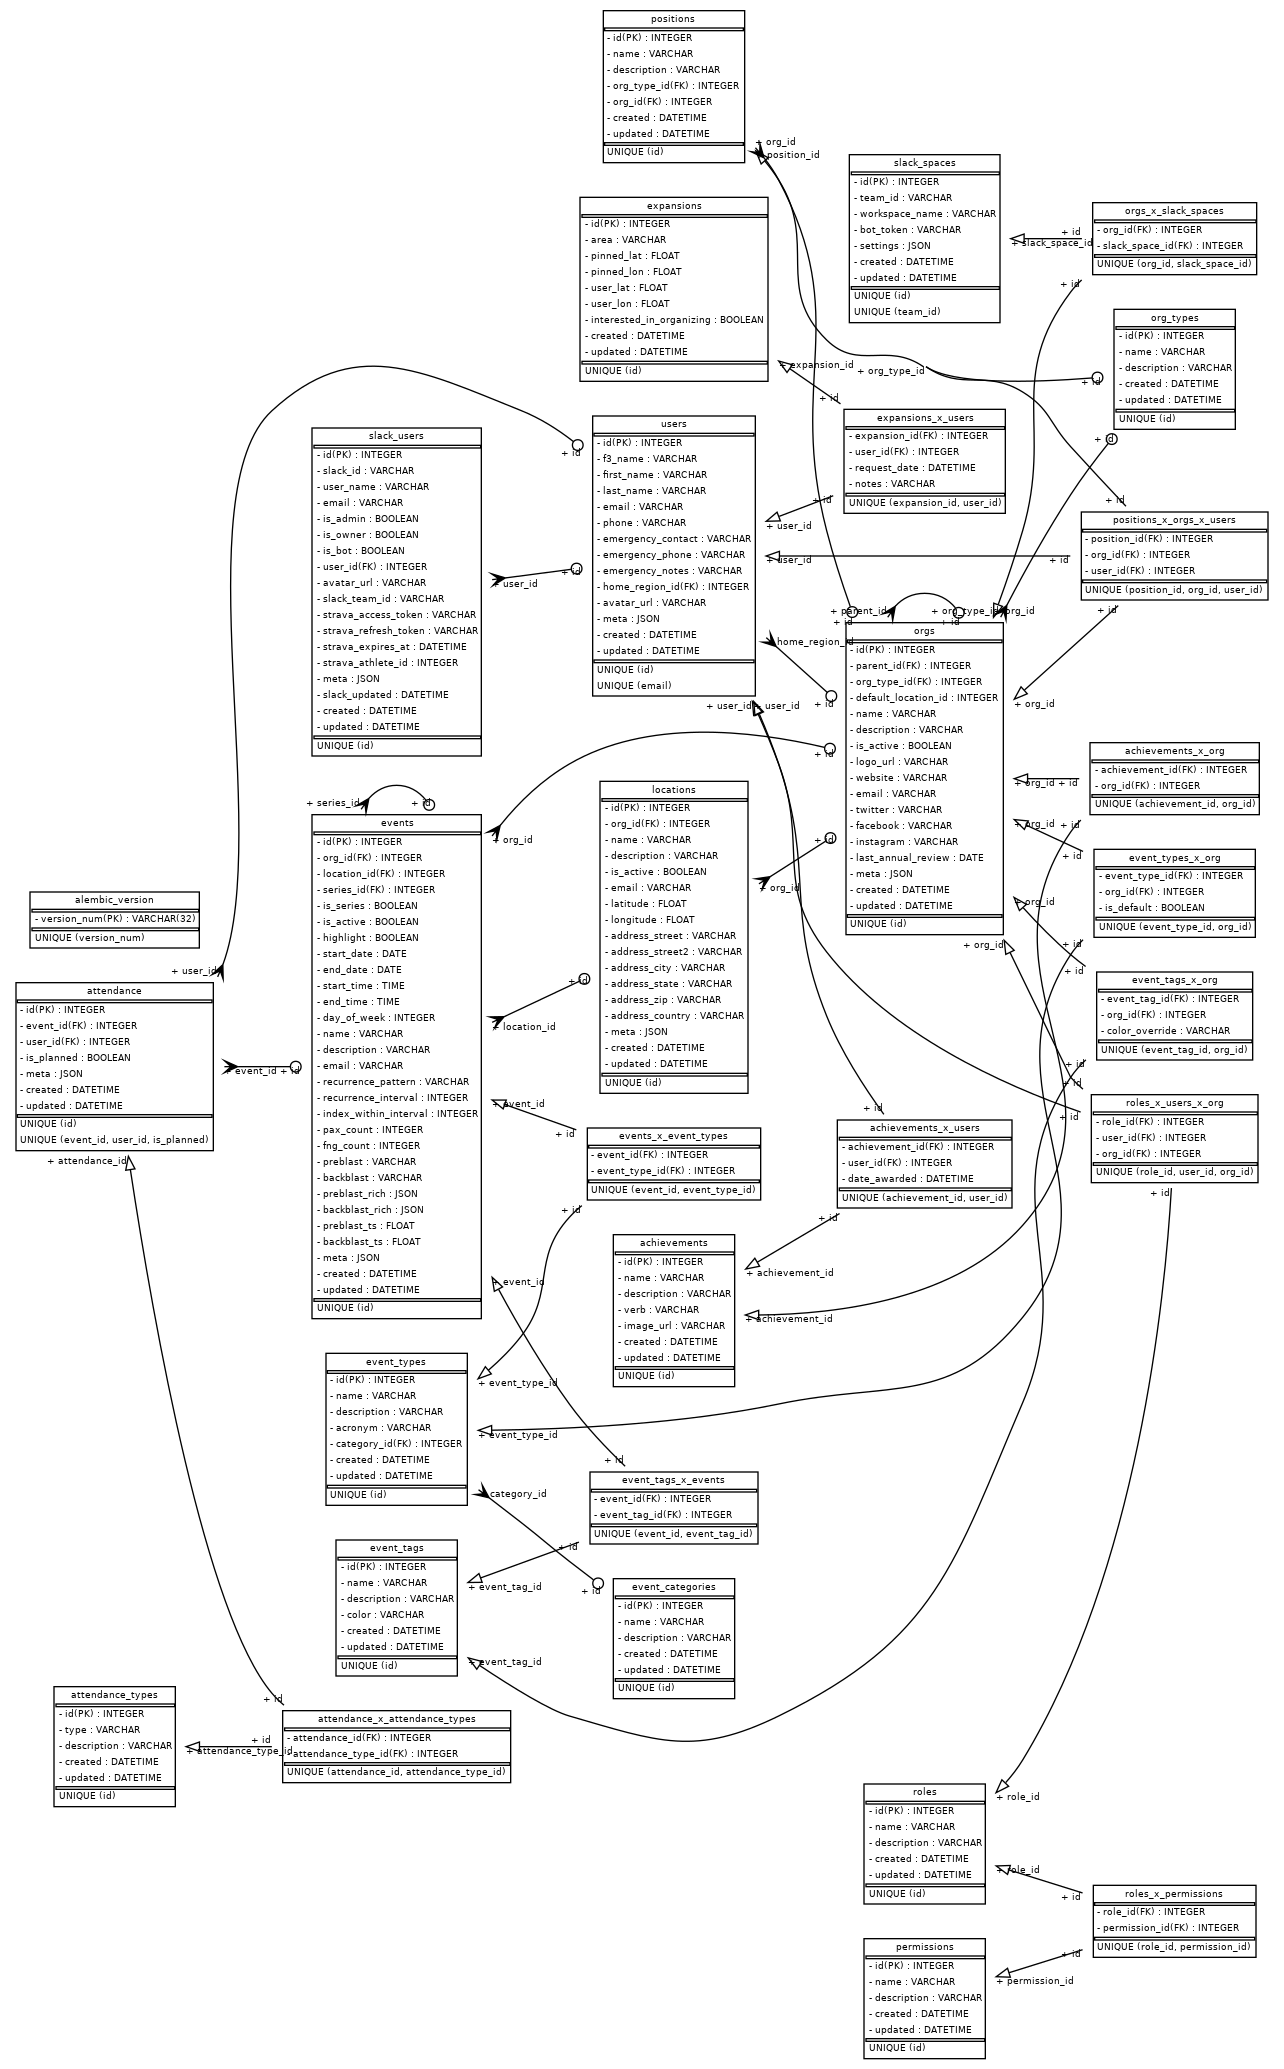 positions
- id(PK) : INTEGER
- name : VARCHAR
- description : VARCHAR
- org_type_id(FK) : INTEGER
- org_id(FK) : INTEGER
- created : DATETIME
- updated : DATETIME
UNIQUE (id)
+ org_id
position_id
slack_spaces
- id(PK) : INTEGER
- team_id : VARCHAR
- workspace_name : VARCHAR
- bot_token : VARCHAR
- settings : JSON
- created : DATETIME
- updated : DATETIME
UNIQUE (id)
UNIQUE (team_id)
+ id
+ slack_space_id
orgs_x_slack_spaces
- org_id(FK) : INTEGER
- slack_space_id(FK) : INTEGER
UNIQUE (org_id, slack_space_id)
+ id
expansions
- id(PK) : INTEGER
- area : VARCHAR
- pinned_lat : FLOAT
- pinned_lon : FLOAT
- user_lat : FLOAT
- user_lon : FLOAT
- interested_in_organizing : BOOLEAN
- created : DATETIME
- updated : DATETIME
UNIQUE (id)
+ expansion_id
+ id
+ org_type_id
org_types
- id(PK) : INTEGER
- name : VARCHAR
- description : VARCHAR
- created : DATETIME
- updated : DATETIME
UNIQUE (id)
+ id
+ id
expansions_x_users
- expansion_id(FK) : INTEGER
- user_id(FK) : INTEGER
- request_date : DATETIME
- notes : VARCHAR
UNIQUE (expansion_id, user_id)
+ id
+ user_id
slack_users
- id(PK) : INTEGER
- slack_id : VARCHAR
- user_name : VARCHAR
- email : VARCHAR
- is_admin : BOOLEAN
- is_owner : BOOLEAN
- is_bot : BOOLEAN
- user_id(FK) : INTEGER
- avatar_url : VARCHAR
- slack_team_id : VARCHAR
- strava_access_token : VARCHAR
- strava_refresh_token : VARCHAR
- strava_expires_at : DATETIME
- strava_athlete_id : INTEGER
- meta : JSON
- slack_updated : DATETIME
- created : DATETIME
- updated : DATETIME
UNIQUE (id)
+ id
+ id
+ user_id
users
- id(PK) : INTEGER
- f3_name : VARCHAR
- first_name : VARCHAR
- last_name : VARCHAR
- email : VARCHAR
- phone : VARCHAR
- emergency_contact : VARCHAR
- emergency_phone : VARCHAR
- emergency_notes : VARCHAR
- home_region_id(FK) : INTEGER
- avatar_url : VARCHAR
- meta : JSON
- created : DATETIME
- updated : DATETIME
UNIQUE (id)
UNIQUE (email)
+ user_id
+ id
home_region_id
+ id
+ user_id
+ user_id
+ id
positions_x_orgs_x_users
- position_id(FK) : INTEGER
- org_id(FK) : INTEGER
- user_id(FK) : INTEGER
UNIQUE (position_id, org_id, user_id)
+ id
+ org_id
+ parent_id
+ org_type_id
+ org_id
+ id
+ id
orgs
- id(PK) : INTEGER
- parent_id(FK) : INTEGER
- org_type_id(FK) : INTEGER
- default_location_id : INTEGER
- name : VARCHAR
- description : VARCHAR
- is_active : BOOLEAN
- logo_url : VARCHAR
- website : VARCHAR
- email : VARCHAR
- twitter : VARCHAR
- facebook : VARCHAR
- instagram : VARCHAR
- last_annual_review : DATE
- meta : JSON
- created : DATETIME
- updated : DATETIME
UNIQUE (id)
+ id
+ id
+ org_id
+ org_id + id
achievements_x_org
- achievement_id(FK) : INTEGER
- org_id(FK) : INTEGER
UNIQUE (achievement_id, org_id)
+ org_id
+ id
+ id
event_types_x_org
- event_type_id(FK) : INTEGER
- org_id(FK) : INTEGER
- is_default : BOOLEAN
UNIQUE (event_type_id, org_id)
+ org_id
+ id
+ id
event_tags_x_org
- event_tag_id(FK) : INTEGER
- org_id(FK) : INTEGER
- color_override : VARCHAR
UNIQUE (event_tag_id, org_id)
+ id
+ id
+ id
roles_x_users_x_org
- role_id(FK) : INTEGER
- user_id(FK) : INTEGER
- org_id(FK) : INTEGER
UNIQUE (role_id, user_id, org_id)
+ id
+ series_id
+ id
events
- id(PK) : INTEGER
- org_id(FK) : INTEGER
- location_id(FK) : INTEGER
- series_id(FK) : INTEGER
- is_series : BOOLEAN
- is_active : BOOLEAN
- highlight : BOOLEAN
- start_date : DATE
- end_date : DATE
- start_time : TIME
- end_time : TIME
- day_of_week : INTEGER
- name : VARCHAR
- description : VARCHAR
- email : VARCHAR
- recurrence_pattern : VARCHAR
- recurrence_interval : INTEGER
- index_within_interval : INTEGER
- pax_count : INTEGER
- fng_count : INTEGER
- preblast : VARCHAR
- backblast : VARCHAR
- preblast_rich : JSON
- backblast_rich : JSON
- preblast_ts : FLOAT
- backblast_ts : FLOAT
- meta : JSON
- created : DATETIME
- updated : DATETIME
UNIQUE (id)
+ org_id
+ location_id
+ event_id
+ event_id
locations
- id(PK) : INTEGER
- org_id(FK) : INTEGER
- name : VARCHAR
- description : VARCHAR
- is_active : BOOLEAN
- email : VARCHAR
- latitude : FLOAT
- longitude : FLOAT
- address_street : VARCHAR
- address_street2 : VARCHAR
- address_city : VARCHAR
- address_state : VARCHAR
- address_zip : VARCHAR
- address_country : VARCHAR
- meta : JSON
- created : DATETIME
- updated : DATETIME
UNIQUE (id)
+ id
+ org_id
alembic_version
- version_num(PK) : VARCHAR(32)
UNIQUE (version_num)
+ user_id
attendance
- id(PK) : INTEGER
- event_id(FK) : INTEGER
- user_id(FK) : INTEGER
- is_planned : BOOLEAN
- meta : JSON
- created : DATETIME
- updated : DATETIME
UNIQUE (id)
UNIQUE (event_id, user_id, is_planned)
+ event_id + id
+ attendance_id
+ id
events_x_event_types
- event_id(FK) : INTEGER
- event_type_id(FK) : INTEGER
UNIQUE (event_id, event_type_id)
+ id
+ id
achievements_x_users
- achievement_id(FK) : INTEGER
- user_id(FK) : INTEGER
- date_awarded : DATETIME
UNIQUE (achievement_id, user_id)
+ id
achievements
- id(PK) : INTEGER
- name : VARCHAR
- description : VARCHAR
- verb : VARCHAR
- image_url : VARCHAR
- created : DATETIME
- updated : DATETIME
UNIQUE (id)
+ achievement_id
+ achievement_id
event_types
- id(PK) : INTEGER
- name : VARCHAR
- description : VARCHAR
- acronym : VARCHAR
- category_id(FK) : INTEGER
- created : DATETIME
- updated : DATETIME
UNIQUE (id)
+ event_type_id
+ event_type_id
category_id
+ id
event_tags_x_events
- event_id(FK) : INTEGER
- event_tag_id(FK) : INTEGER
UNIQUE (event_id, event_tag_id)
+ id
event_tags
- id(PK) : INTEGER
- name : VARCHAR
- description : VARCHAR
- color : VARCHAR
- created : DATETIME
- updated : DATETIME
UNIQUE (id)
+ event_tag_id
+ event_tag_id
+ id
event_categories
- id(PK) : INTEGER
- name : VARCHAR
- description : VARCHAR
- created : DATETIME
- updated : DATETIME
UNIQUE (id)
attendance_types
- id(PK) : INTEGER
- type : VARCHAR
- description : VARCHAR
- created : DATETIME
- updated : DATETIME
UNIQUE (id)
+ id
+ id
+ attendance_type_id
attendance_x_attendance_types
- attendance_id(FK) : INTEGER
- attendance_type_id(FK) : INTEGER
UNIQUE (attendance_id, attendance_type_id)
roles
- id(PK) : INTEGER
- name : VARCHAR
- description : VARCHAR
- created : DATETIME
- updated : DATETIME
UNIQUE (id)
+ role_id
+ role_id
+ id
roles_x_permissions
- role_id(FK) : INTEGER
- permission_id(FK) : INTEGER
UNIQUE (role_id, permission_id)
+ id
+ permission_id
permissions
- id(PK) : INTEGER
- name : VARCHAR
- description : VARCHAR
- created : DATETIME
- updated : DATETIME
UNIQUE (id)